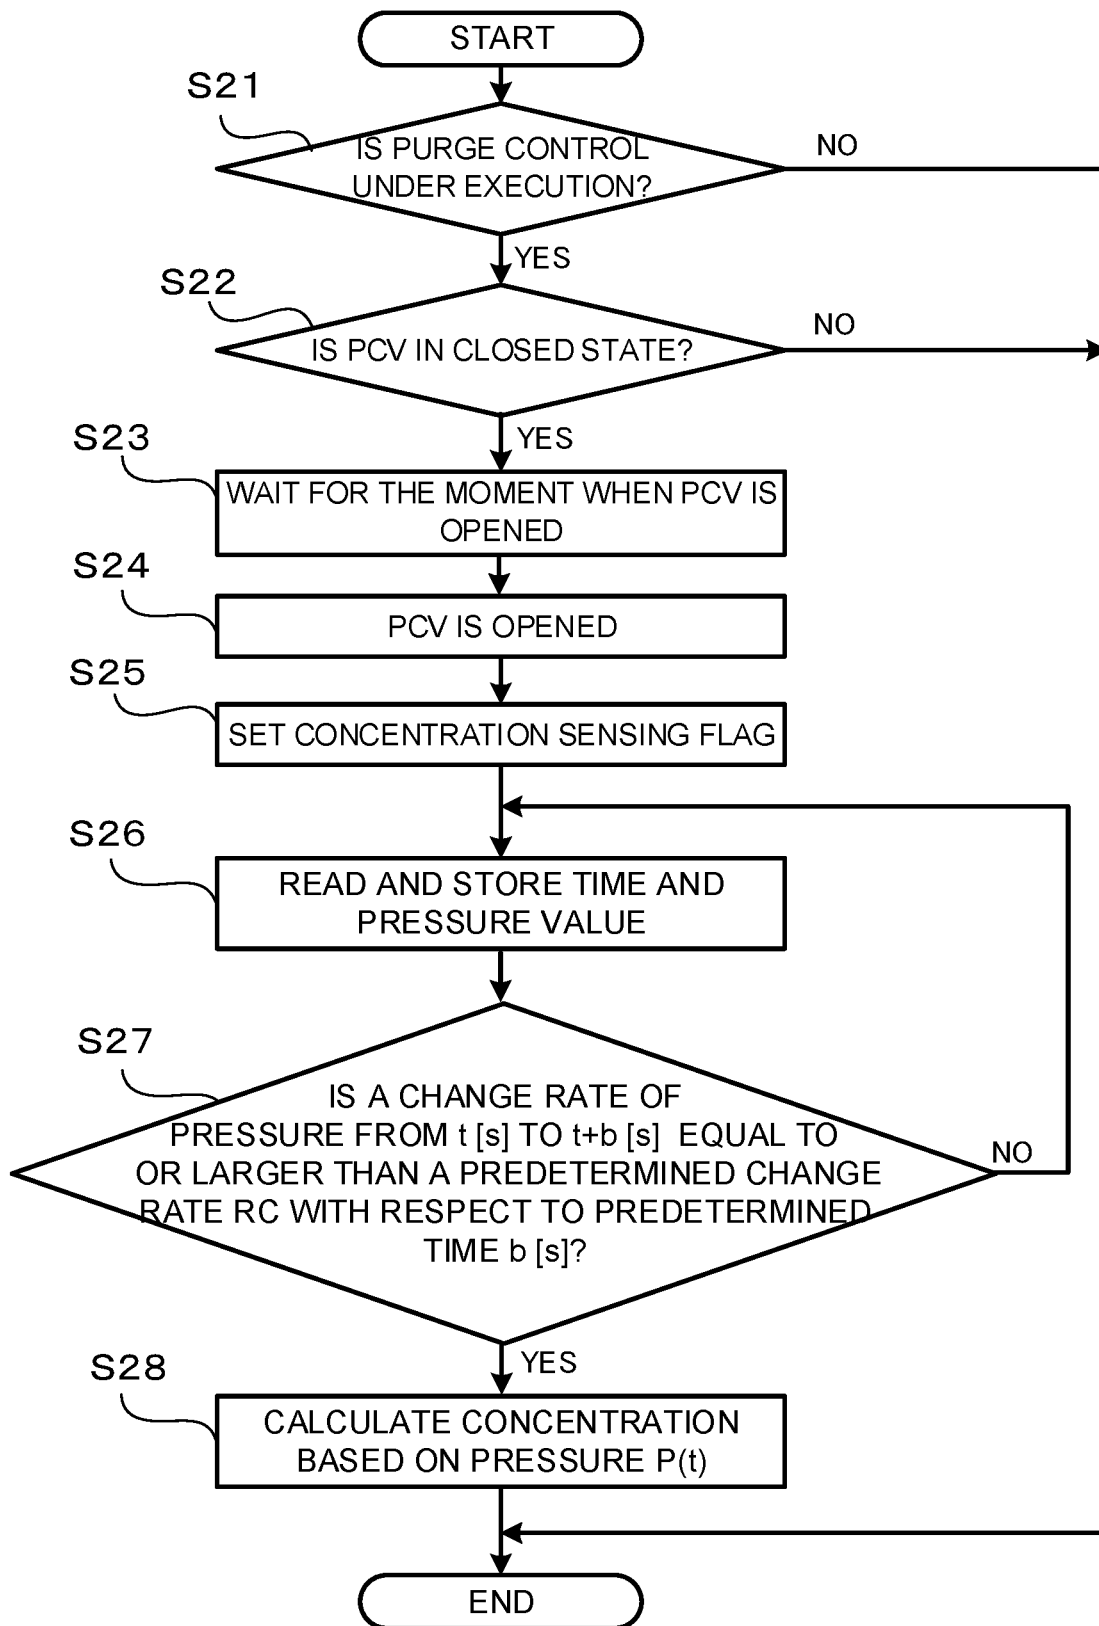 START
S21
IS PURGE CONTROL
UNDER EXECUTION?
NO
YES
S22
IS PCV IN CLOSED STATE?
NO
YES
S23
WAIT FOR THE MOMENT WHEN PCV IS
OPENED
S24
PCV IS OPENED
S25
SET CONCENTRATION SENSING FLAG
S26
READ AND STORE TIME AND
PRESSURE VALUE
S27
IS A CHANGE RATE OF
PRESSURE FROM t [s] TO t+b [s] EQUAL TO
OR LARGER THAN A PREDETERMINED CHANGE
RATE RC WITH RESPECT TO PREDETERMINED
TIME b [s]?
NO
YES
S28
CALCULATE CONCENTRATION
BASED ON PRESSURE P(t)
END